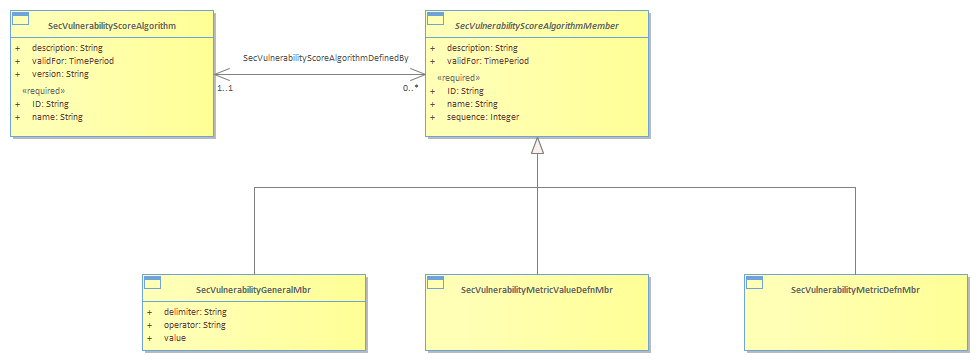 SecVulnerabilityScoreAlgorithm
+ description: String
+ validFor: TimePeriod
+ version: String
«required»
+ ID: String
+ name: String
SecVulnerabilityScoreAlgorithmDefinedBy
1..1
0..*
SecVulnerabilityScoreAlgorithmMember
+ description: String
+ validFor: TimePeriod
«required»
+ ID: String
+ name: String
+ sequence: Integer
SecVulnerabilityGeneralMbr
+ delimiter: String
+ operator: String
+ value
SecVulnerabilityMetricValueDefnMbr
SecVulnerabilityMetricDefnMbr